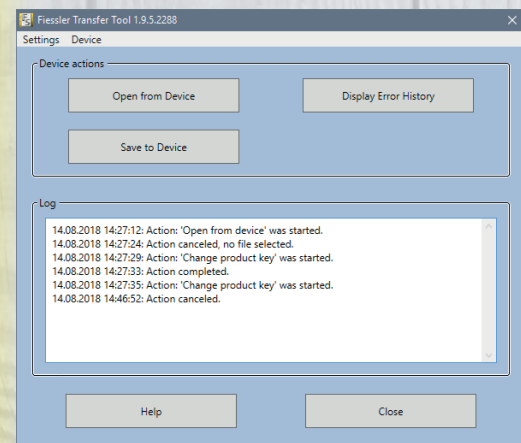 Fiessler Transfer Tool 1.9.5.2288
Settings Device
Device actions
Open from Device Display Error History
Save to Device
Log
14.08.2018 14:27:12: Action: 'Open from device' was started.
14.08.2018 14:27:24: Action canceled, no file selected.
14.08.2018 14:27:29: Action: 'Change product key' was started.
14.08.2018 14:27:33: Action completed.
14.08.2018 14:27:35: Action: 'Change product key' was started.
14.08.2018 14:46:52: Action canceled.
Help Close